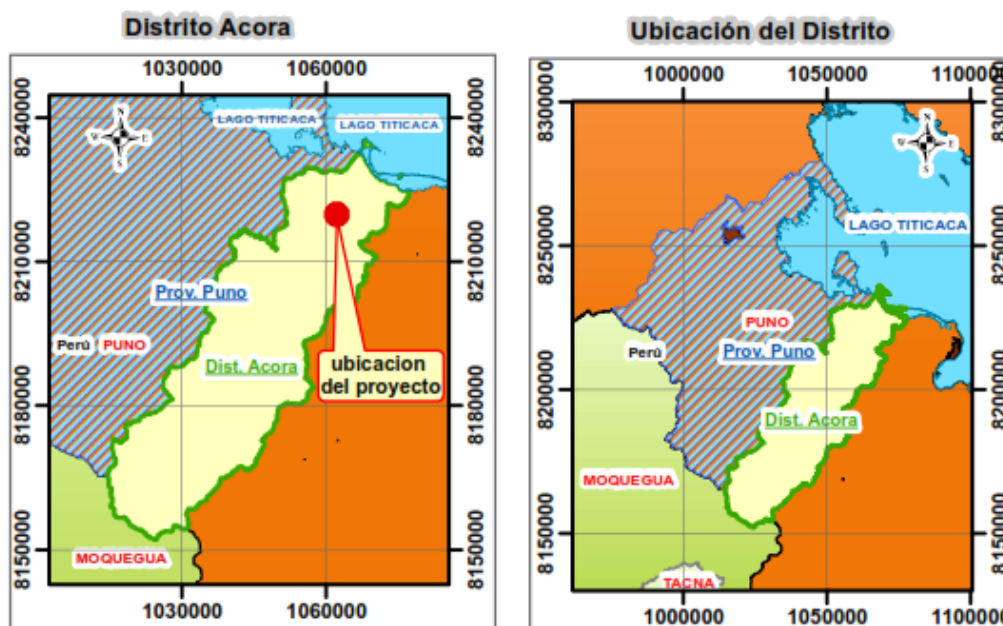 Distrito Acora
1030000 1060000
8240000 8240000
8210000 8210000
8180000 8180000
8150000 8150000
N
W E
S
LAGO TITICACA
LAGO TITICACA
Prov. Puno
Perú PUNO
Dist. Acora
ubicacion
del proyecto
MOQUEGUA
1030000 1060000
Ubicación del Distrito
1000000 1050000 1100000
8300000 8300000
8250000 8250000
8200000 8200000
8150000 8150000
N
W E
S
LAGO TITICACA
PUNO
Perú
Prov. Puno
Dist. Acora
MOQUEGUA
TACNA
1000000 1050000 1100000